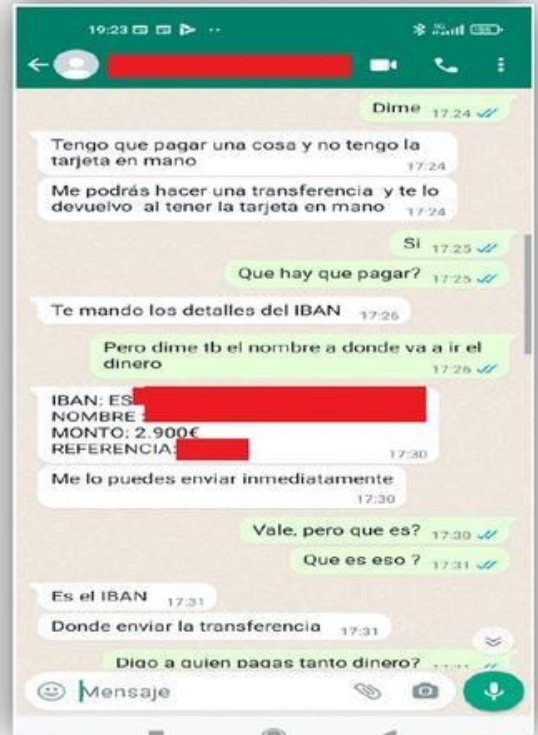 19:23
Dime 17:24
Tengo que pagar una cosa y no tengo la
tarjeta en mano 17:24
Me podrás hacer una transferencia y te lo
devuelvo al tener la tarjeta en mano 17:24
Si 17:25
Que hay que pagar? 17:25
Te mando los detalles del IBAN 17:26
Pero dime tb el nombre a donde va a ir el
dinero 17:26
IBAN: ES
NOMBRE :
MONTO: 2.900€
REFERENCIA: 17:30
Me lo puedes enviar inmediatamente
17:30
Vale, pero que es? 17:30
Que es eso ? 17:31
Es el IBAN 17:31
Donde enviar la transferencia 17:31
Digo a quien pagas tanto dinero?
Mensaje